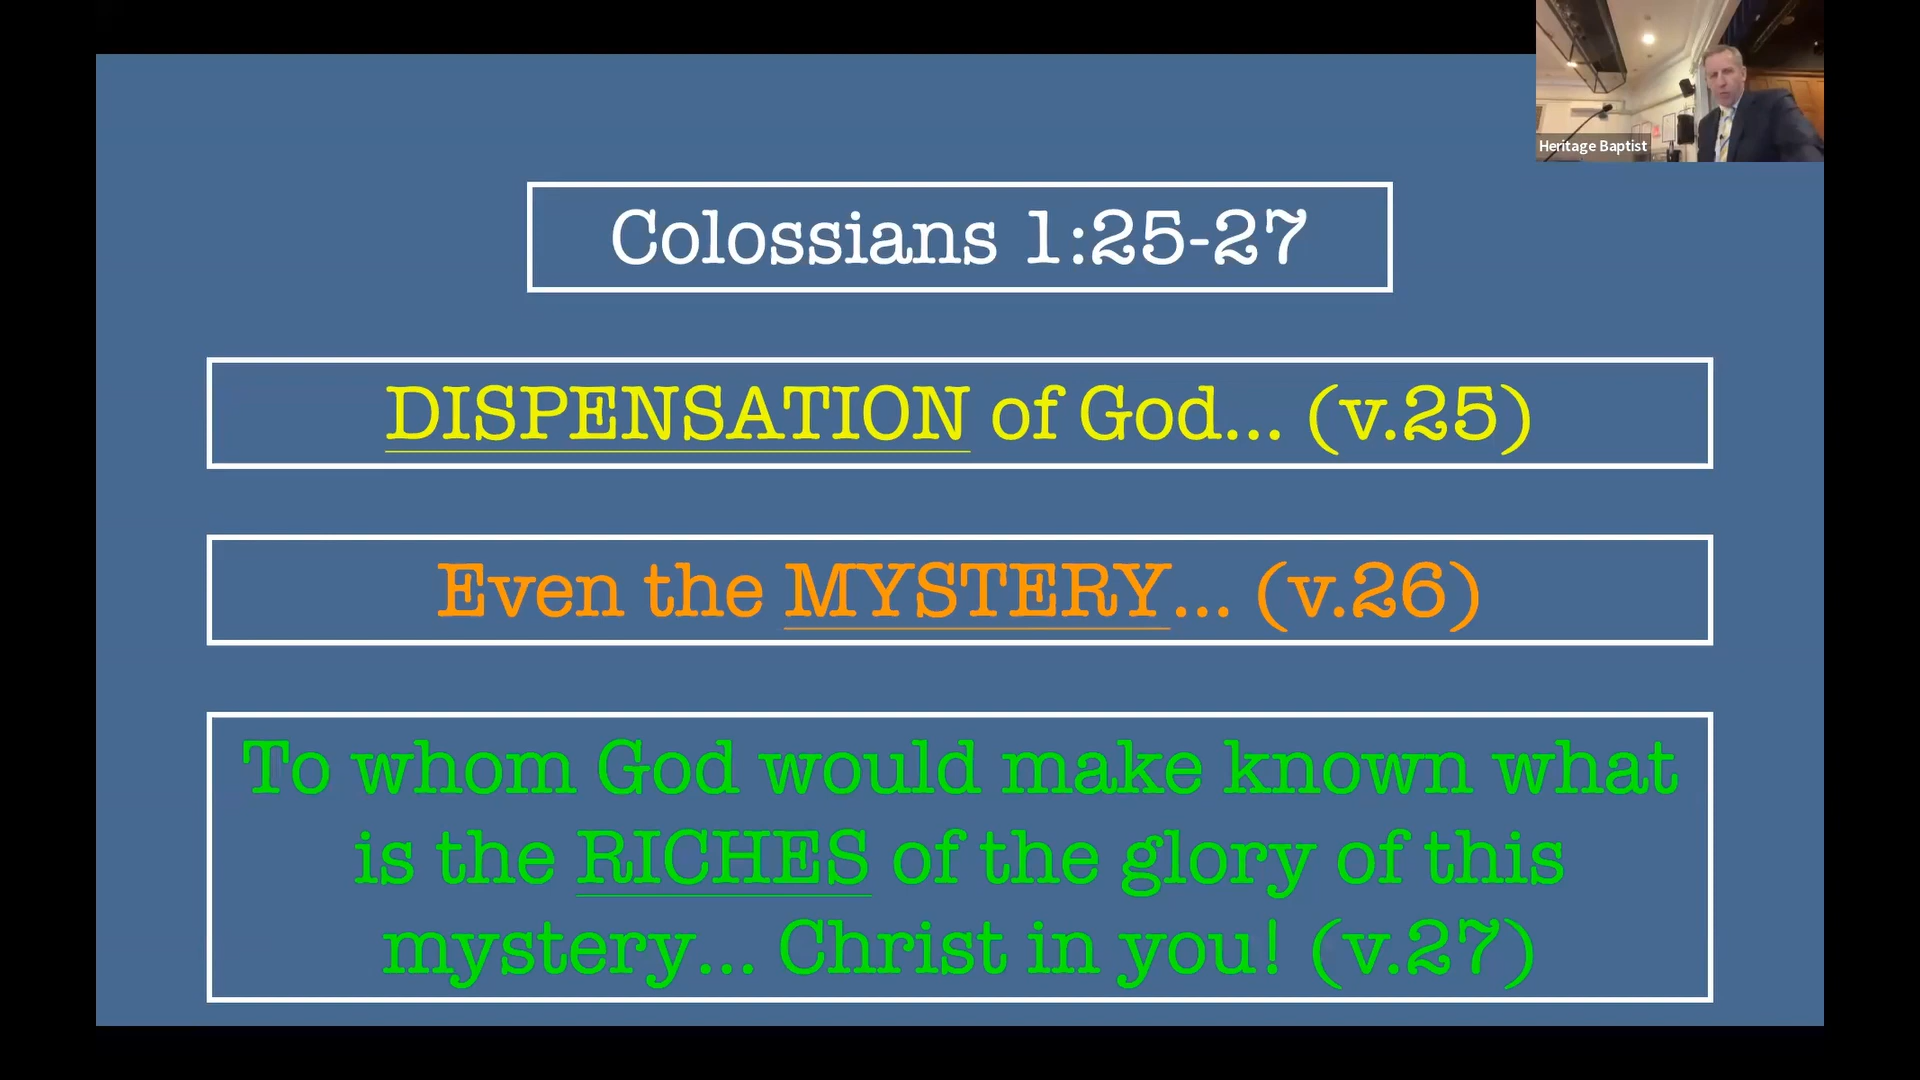 Heritage Baptist
Colossians 1:25-27
DISPENSATION of God... (v.25)
Even the MYSTERY... (v.26)
To whom God would make known what
is the RICHES of the glory of this
mystery... Christ in you! (v.27)